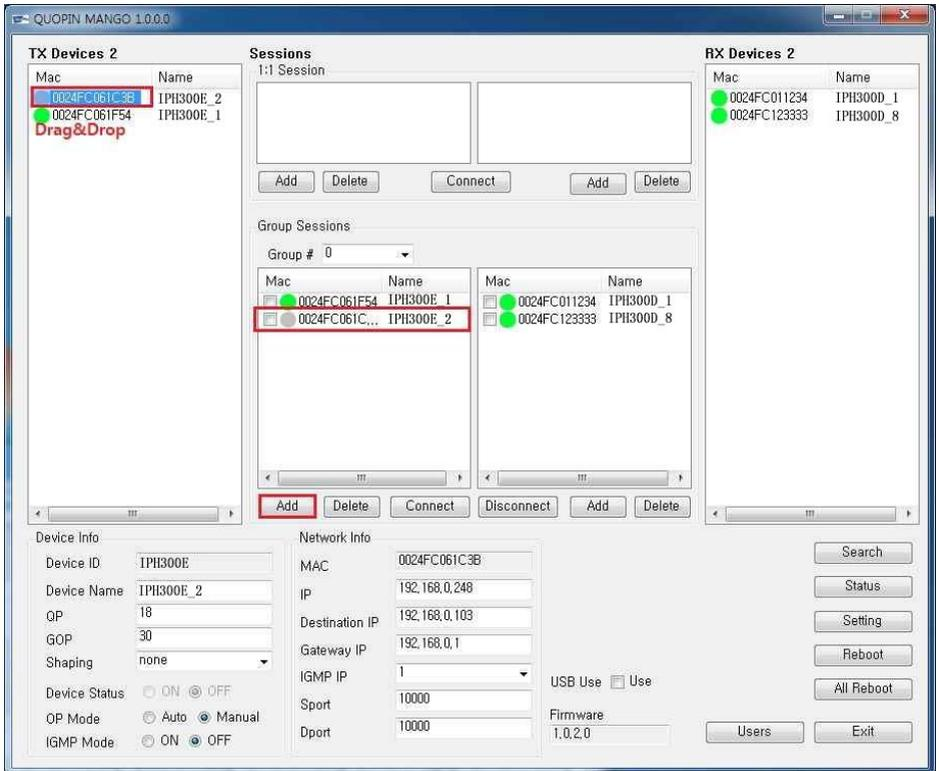 QUOPIN MANGO 1.0.0.0
TX Devices 2
Mac Name
0024FC061C3B IPH300E_2
0024FC061F54 IPH300E_1
Drag&Drop
Sessions
1:1 Session
Add Delete Connect Add Delete
Group Sessions
Group # 0
Mac Name Mac Name
0024FC061F54 IPH300E_1 0024FC011234 IPH300D_1
0024FC061C... IPH300E_2 0024FC123333 IPH300D_8
Add Delete Connect Disconnect Add Delete
RX Devices 2
Mac Name
0024FC011234 IPH300D_1
0024FC123333 IPH300D_8
Device Info
Device ID IPH300E
Device Name IPH300E_2
QP 18
GOP 30
Shaping none
Device Status ON OFF
OP Mode Auto Manual
IGMP Mode ON OFF
Network Info
MAC 0024FC061C3B
IP 192,168,0,248
Destination IP 192,168,0,103
Gateway IP 192,168,0,1
IGMP IP 1
Sport 10000
Dport 10000
USB Use Use
Firmware
1,0,2,0
Search
Status
Setting
Reboot
All Reboot
Users Exit